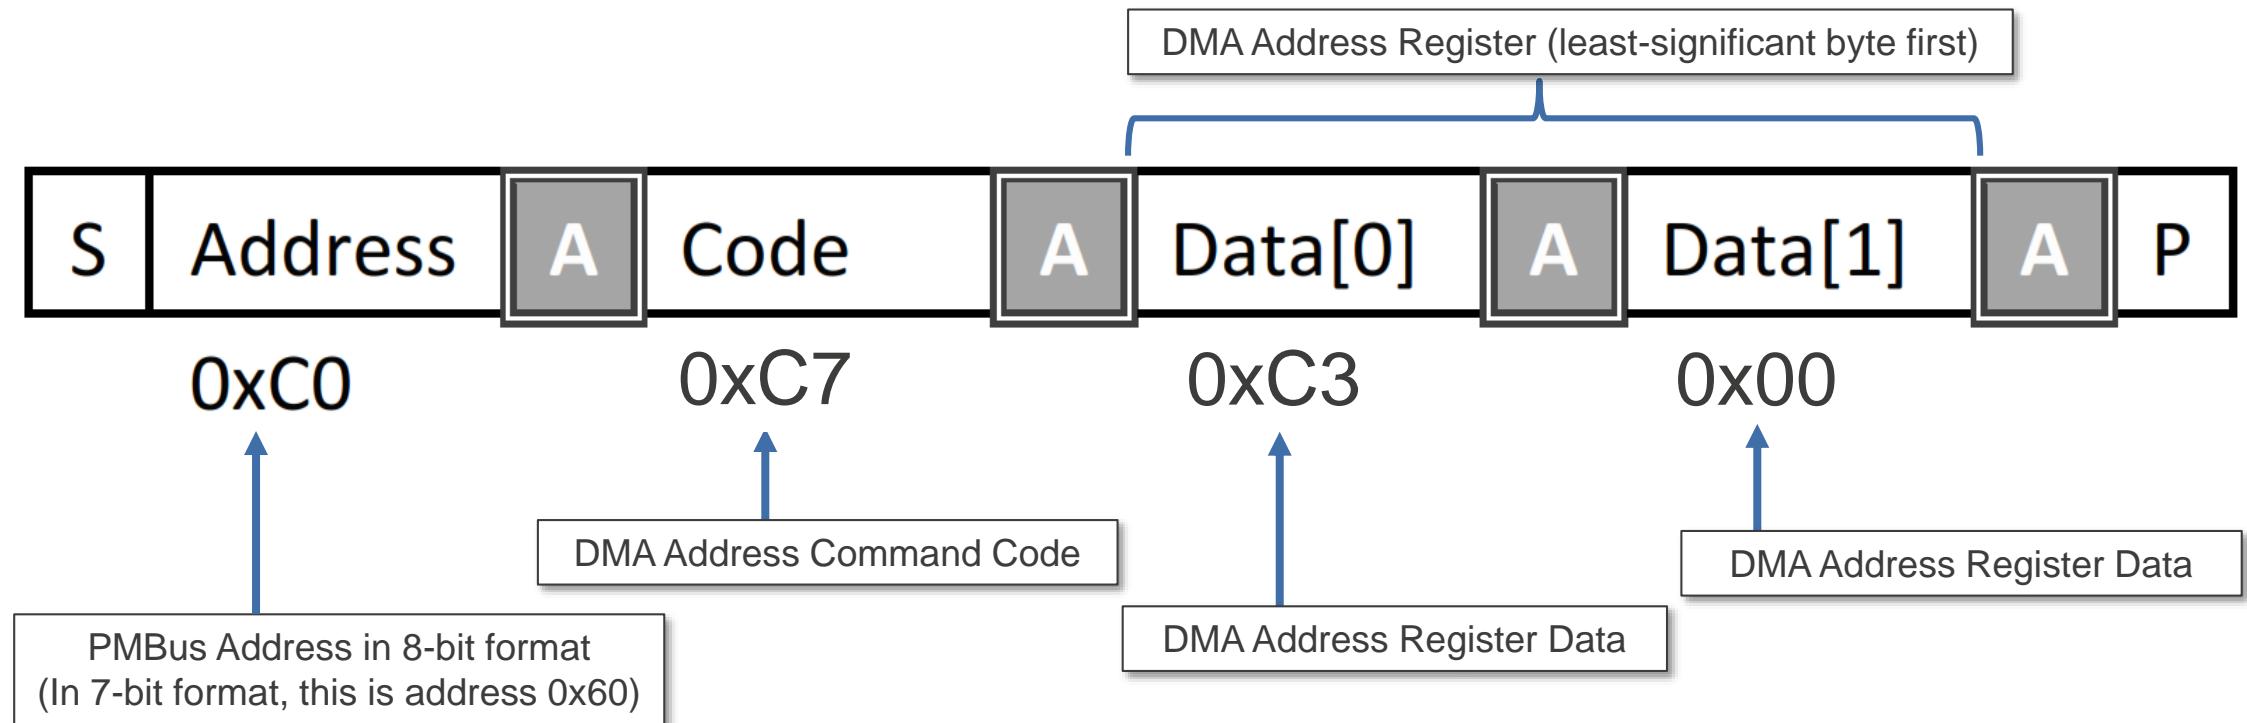 DMA Address Register (least-significant byte first)
S Address A Code A Data[0] A Data[1] A P
0xC0 0xC7 0xC3 0x00
DMA Address Command Code
DMA Address Register Data
PMBus Address in 8-bit format
(In 7-bit format, this is address 0x60)
DMA Address Register Data